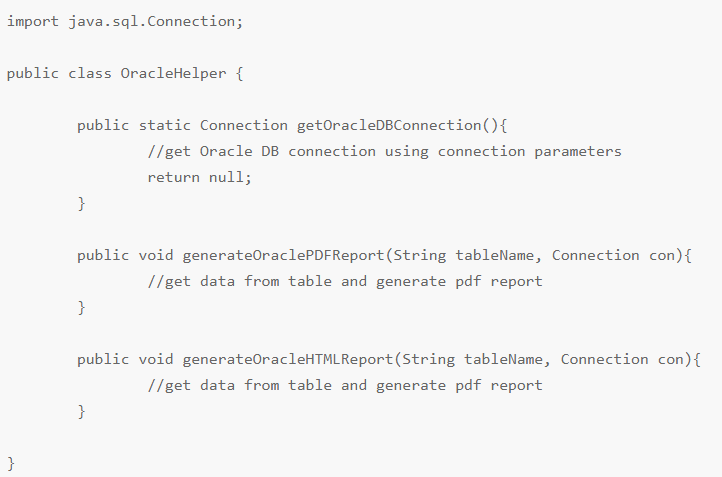 import java.sql.Connection;
public class OracleHelper {
public static Connection getOracleDBConnection(){
//get Oracle DB connection using connection parameters
return null;
}
public void generateOraclePDFReport(String tableName, Connection con){
//get data from table and generate pdf report
}
public void generateOracleHTMLReport(String tableName, Connection con){
//get data from table and generate pdf report
}
}